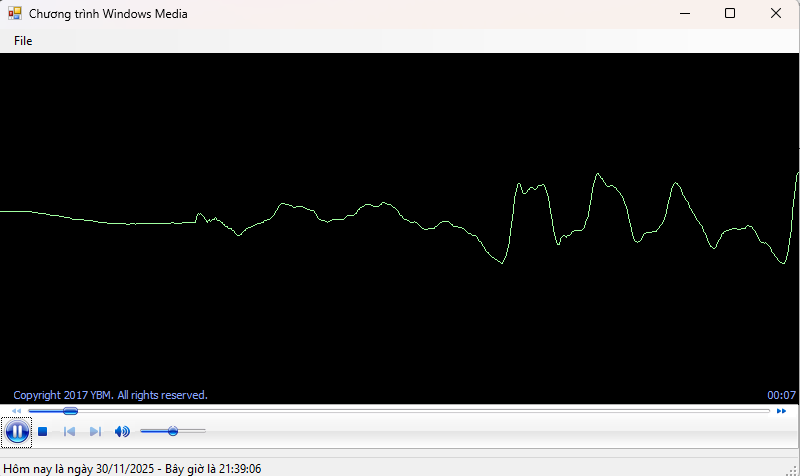 Chương trình Windows Media
File
Copyright 2017 YBM. All rights reserved.
00:07
Hôm nay là ngày 30/11/2025 - Bây giờ là 21:39:06